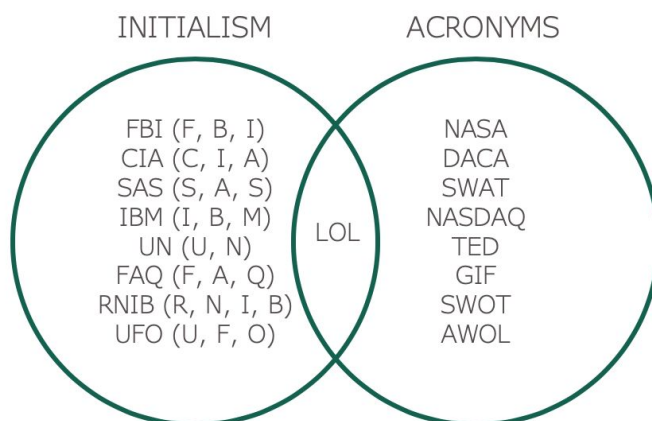 INITIALISM
ACRONYMS
FBI (F, B, I)
CIA (C, I, A)
SAS (S, A, S)
IBM (I, B, M)
UN (U, N)
FAQ (F, A, Q)
RNIB (R, N, I, B)
UFO (U, F, O)
LOL
NASA
DACA
SWAT
NASDAQ
TED
GIF
SWOT
AWOL